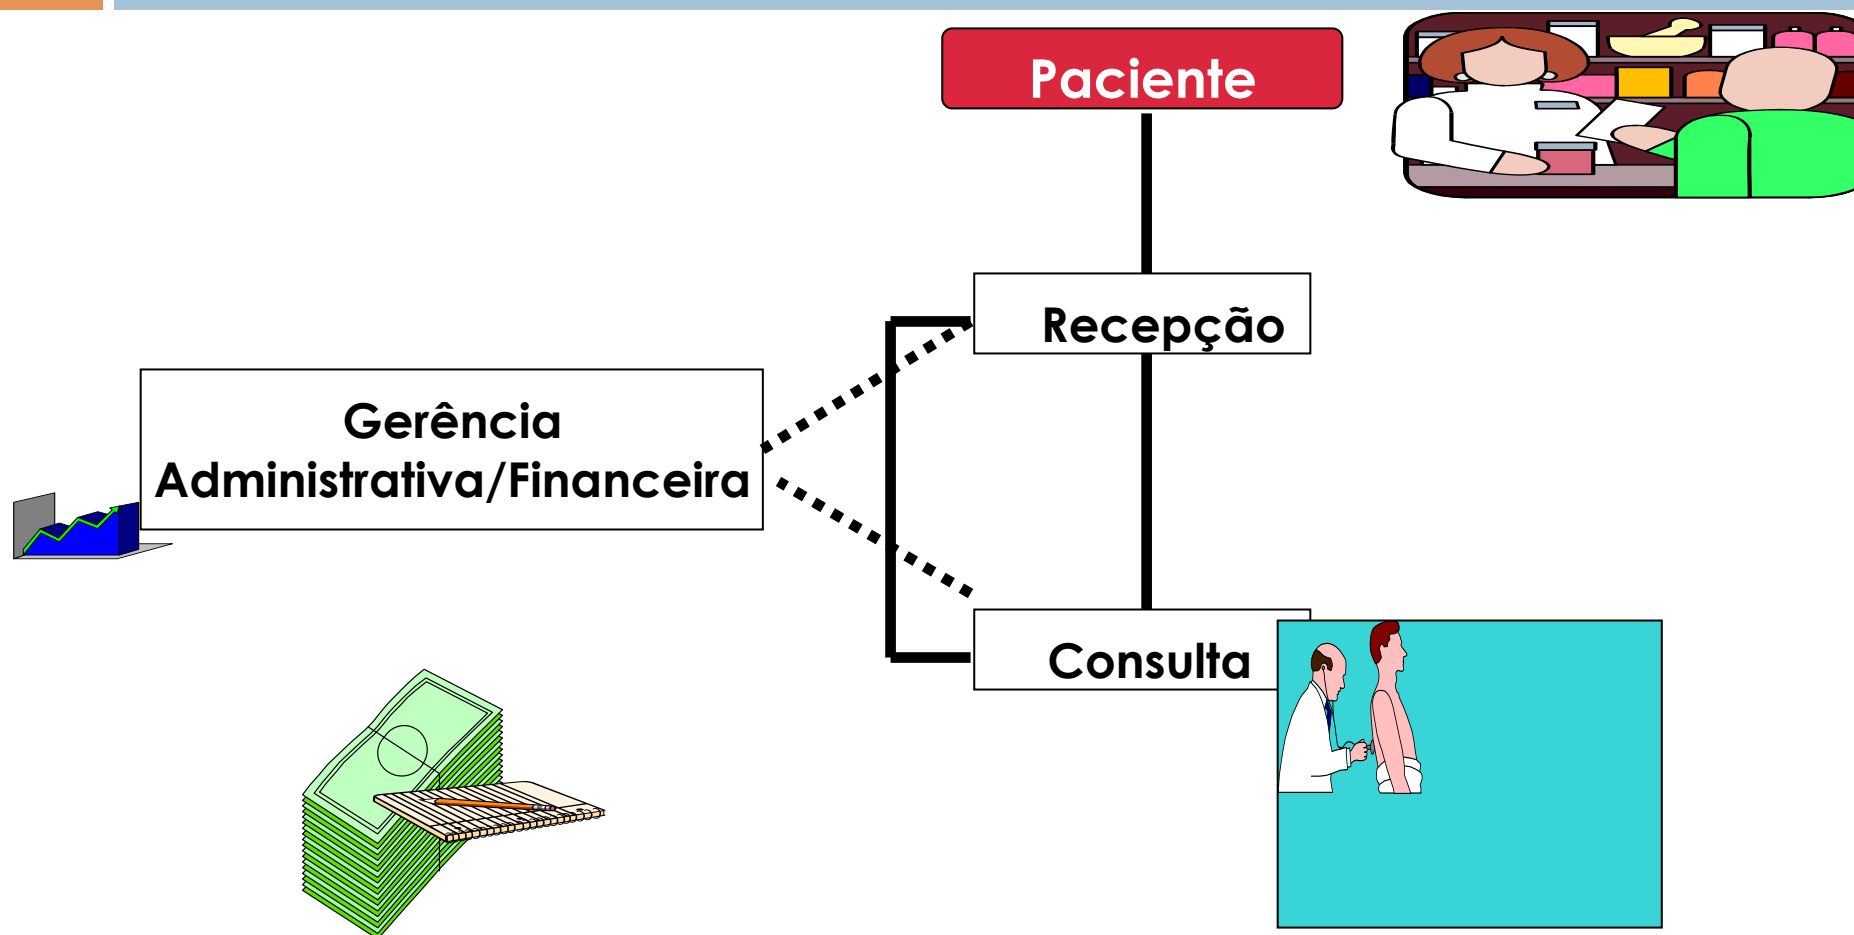 Paciente
Recepção
Gerência
Administrativa/Financeira
Consulta